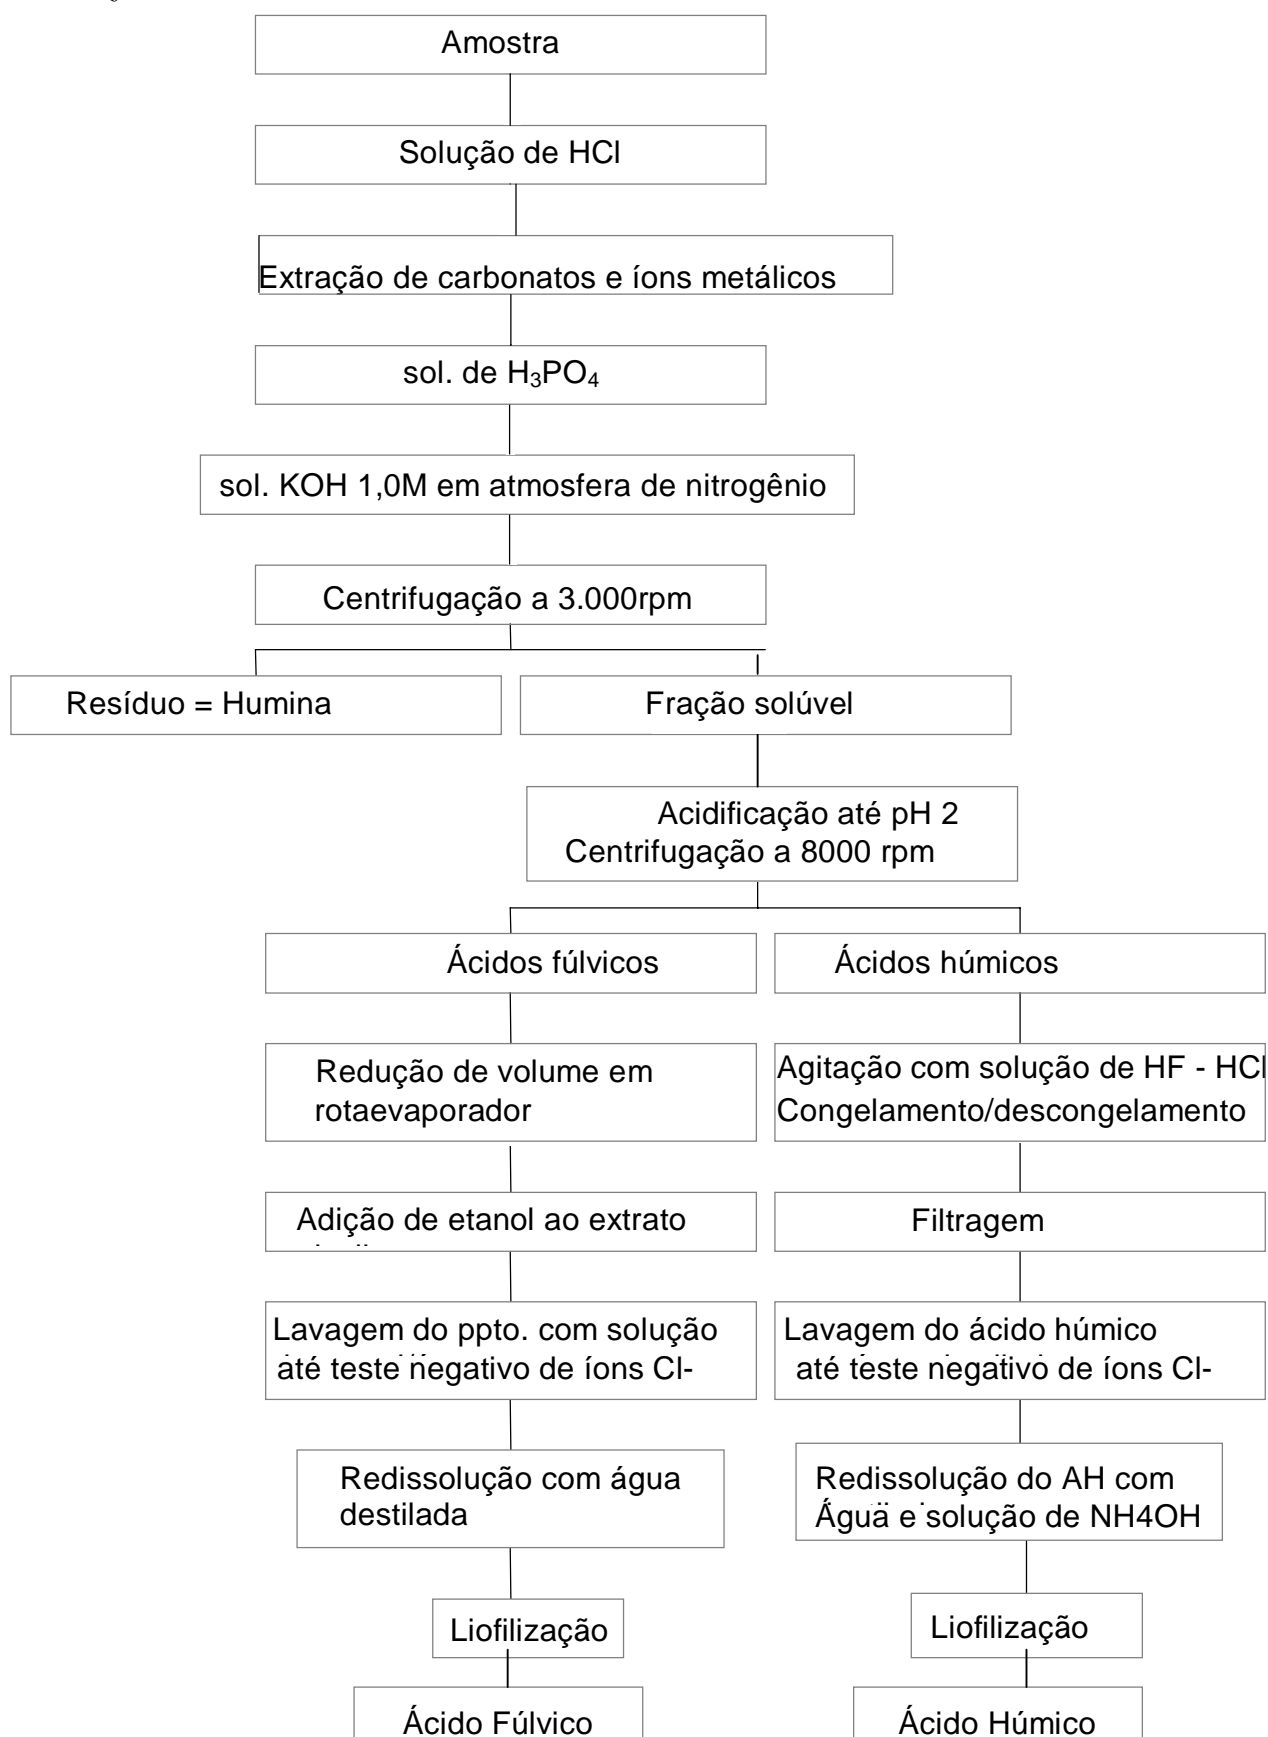 Amostra
Solução de HCl
Extração de carbonatos e íons metálicos
sol. de H₃PO₄
sol. KOH 1,0M em atmosfera de nitrogênio
Centrifugação a 3.000rpm
Resíduo = Humina
Fração solúvel
Acidificação até pH 2
Centrifugação a 8000 rpm
Ácidos fúlvicos
Ácidos húmicos
Redução de volume em
rotaevaporador
Agitação com solução de HF - HCl
Congelamento/descongelamento
Adição de etanol ao extrato
Filtragem
Lavagem do ppto. com solução
até teste negativo de íons Cl-
Lavagem do ácido húmico
até teste negativo de íons Cl-
Redissolução com água
destilada
Redissolução do AH com
Água e solução de NH4OH
Liofilização
Liofilização
Ácido Fúlvico
Ácido Húmico